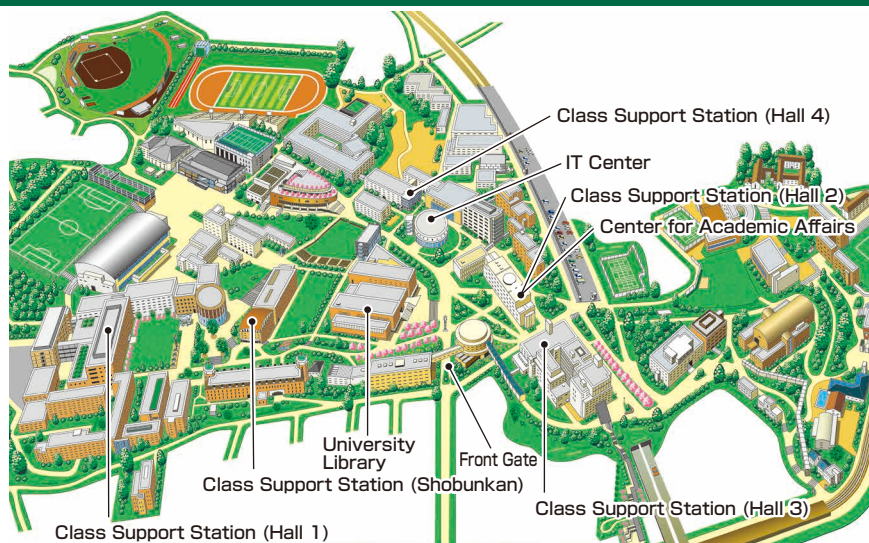 Class Support Station (Hall 4)
IT Center
Class Support Station (Hall 2)
Center for Academic Affairs
University
Library
Front Gate
Class Support Station (Shobunkan)
Class Support Station (Hall 3)
Class Support Station (Hall 1)